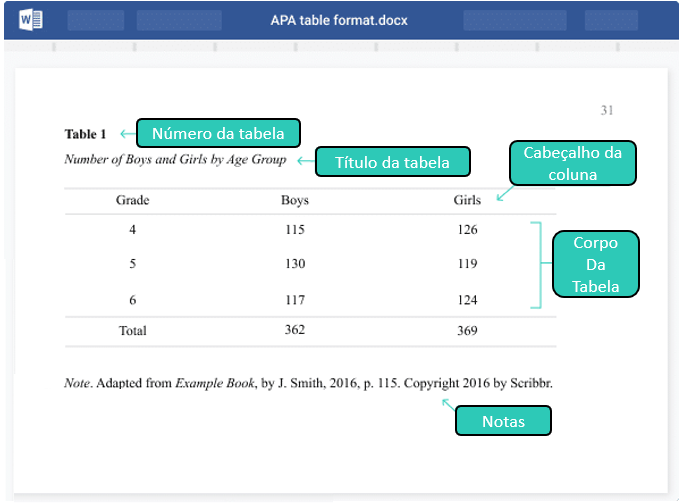 W
APA table format.docx
31
Table 1
Número da tabela
Number of Boys and Girls by Age Group
Título da tabela
Cabeçalho da
coluna
Grade Boys Girls
4 115 126
5 130 119
6 117 124
Total 362 369
Corpo
Da
Tabela
Note. Adapted from Example Book, by J. Smith, 2016, p. 115. Copyright 2016 by Scribbr.
Notas